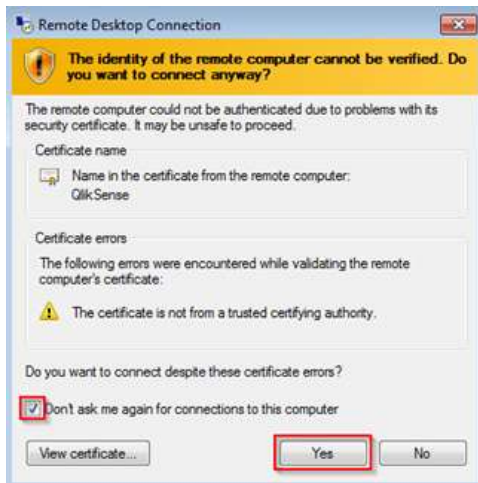 Remote Desktop Connection
The identity of the remote computer cannot be verified. Do
you want to connect anyway?
The remote computer could not be authenticated due to problems with its
security certificate. It may be unsafe to proceed.
Certificate name
Name in the certificate from the remote computer:
QlikSense
Certificate errors
The following errors were encountered while validating the remote
computer's certificate:
The certificate is not from a trusted certifying authority.
Do you want to connect despite these certificate errors?
Don't ask me again for connections to this computer
View certificate... Yes No